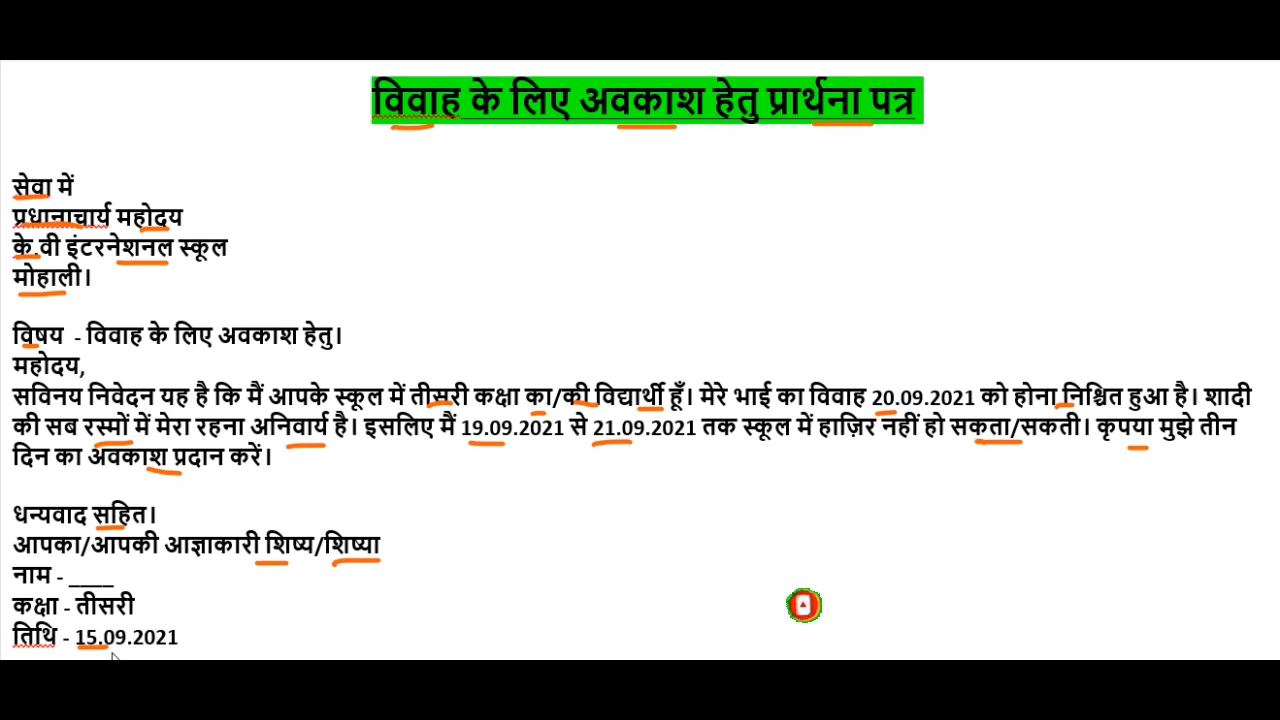 विवाह के लिए अवकाश हेतु प्रार्थना पत्र
सेवा में
प्रधानाचार्य महोदय
के.वी इंटरनेशनल स्कूल
मोहाली।
विषय - विवाह के लिए अवकाश हेतु।
महोदय,
सविनय निवेदन यह है कि मैं आपके स्कूल में तीसरी कक्षा का/की विद्यार्थी हूँ। मेरे भाई का विवाह 20.09.2021 को होना निश्चित हुआ है। शादी
की सब रस्मों में मेरा रहना अनिवार्य है। इसलिए मैं 19.09.2021 से 21.09.2021 तक स्कूल में हाज़िर नहीं हो सकता/सकती। कृपया मुझे तीन
दिन का अवकाश प्रदान करें।
धन्यवाद सहित।
आपका/आपकी आज्ञाकारी शिष्य/शिष्या
नाम - ____
कक्षा - तीसरी
तिथि - 15.09.2021